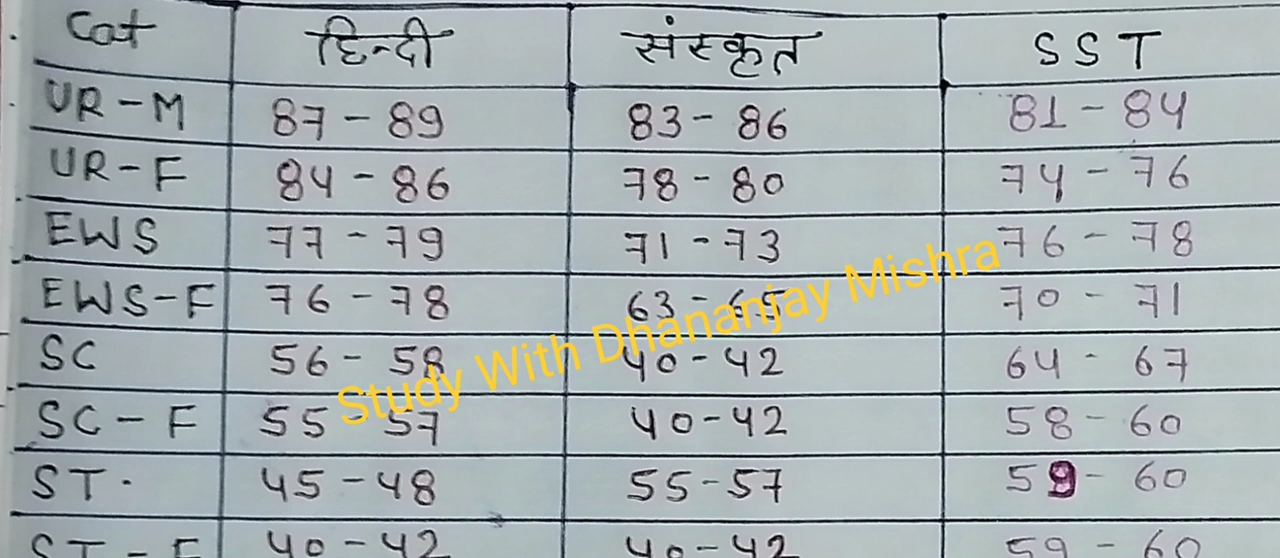 Cat हिन्दी संस्कृत SST
UR-M 87-89 83-86 81-84
UR-F 84-86 78-80 74-76
EWS 77-79 71-73 76-78
EWS-F 76-78 63-65 70-71
SC 56-58 40-42 64-67
SC-F 55-57 40-42 58-60
ST. 45-48 55-57 59-60
ST-F 40-42 40-42 59-60
Study With Dhananjay Mishra